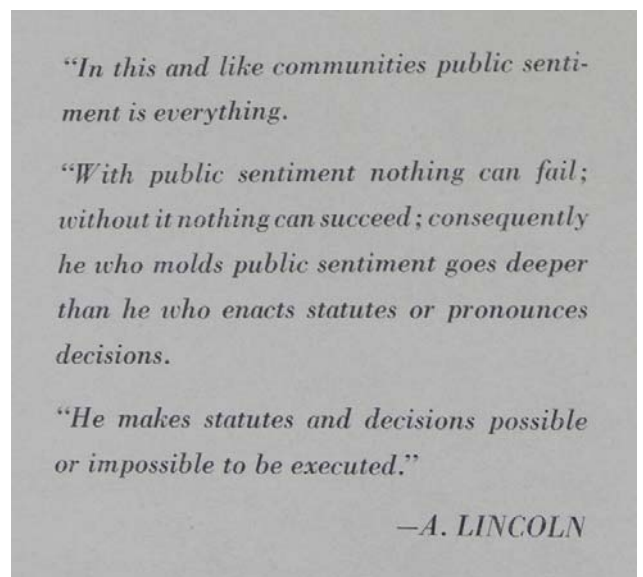 “In this and like communities public senti-
ment is everything.
“With public sentiment nothing can fail;
without it nothing can succeed; consequently
he who molds public sentiment goes deeper
than he who enacts statutes or pronounces
decisions.
“He makes statutes and decisions possible
or impossible to be executed.”
—A. LINCOLN